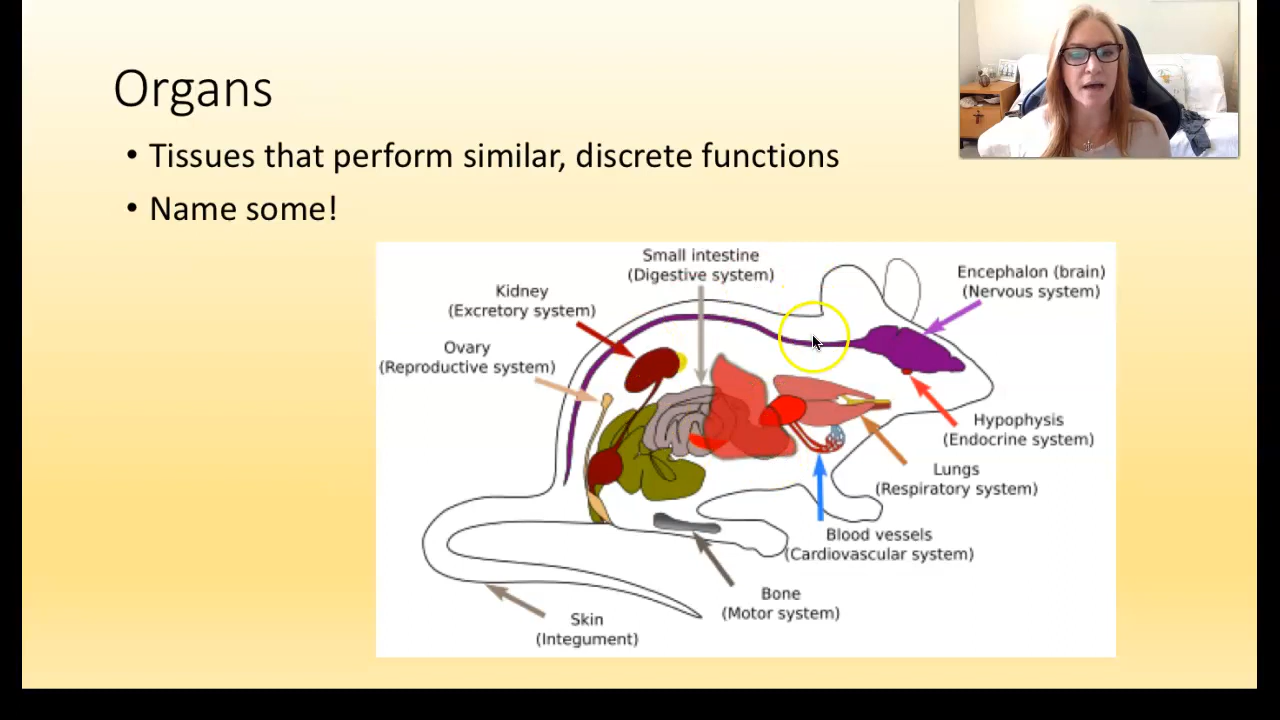 Organs
• Tissues that perform similar, discrete functions
• Name some!
Small intestine
(Digestive system)
Kidney
(Excretory system)
Ovary
(Reproductive system)
Encephalon (brain)
(Nervous system)
Hypophysis
(Endocrine system)
Lungs
(Respiratory system)
Blood vessels
(Cardiovascular system)
Bone
(Motor system)
Skin
(Integument)